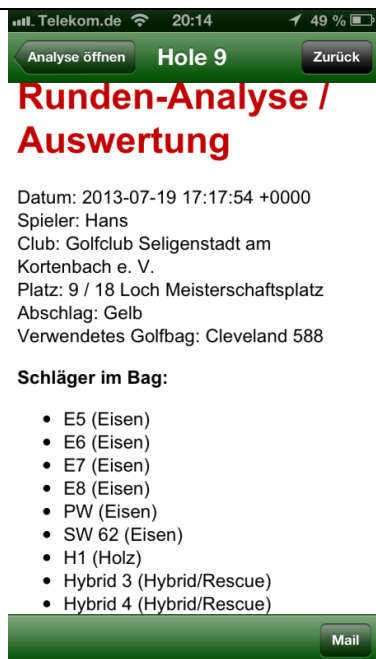 Telekom.de 20:14 49 %
Analyse öffnen Hole 9 Zurück
Runden-Analyse /
Auswertung
Datum: 2013-07-19 17:17:54 +0000
Spieler: Hans
Club: Golfclub Seligenstadt am
Kortenbach e. V.
Platz: 9 / 18 Loch Meisterschaftsplatz
Abschlag: Gelb
Verwendetes Golfbag: Cleveland 588
Schläger im Bag:
• E5 (Eisen)
• E6 (Eisen)
• E7 (Eisen)
• E8 (Eisen)
• PW (Eisen)
• SW 62 (Eisen)
• H1 (Holz)
• Hybrid 3 (Hybrid/Rescue)
• Hybrid 4 (Hybrid/Rescue)
Mail